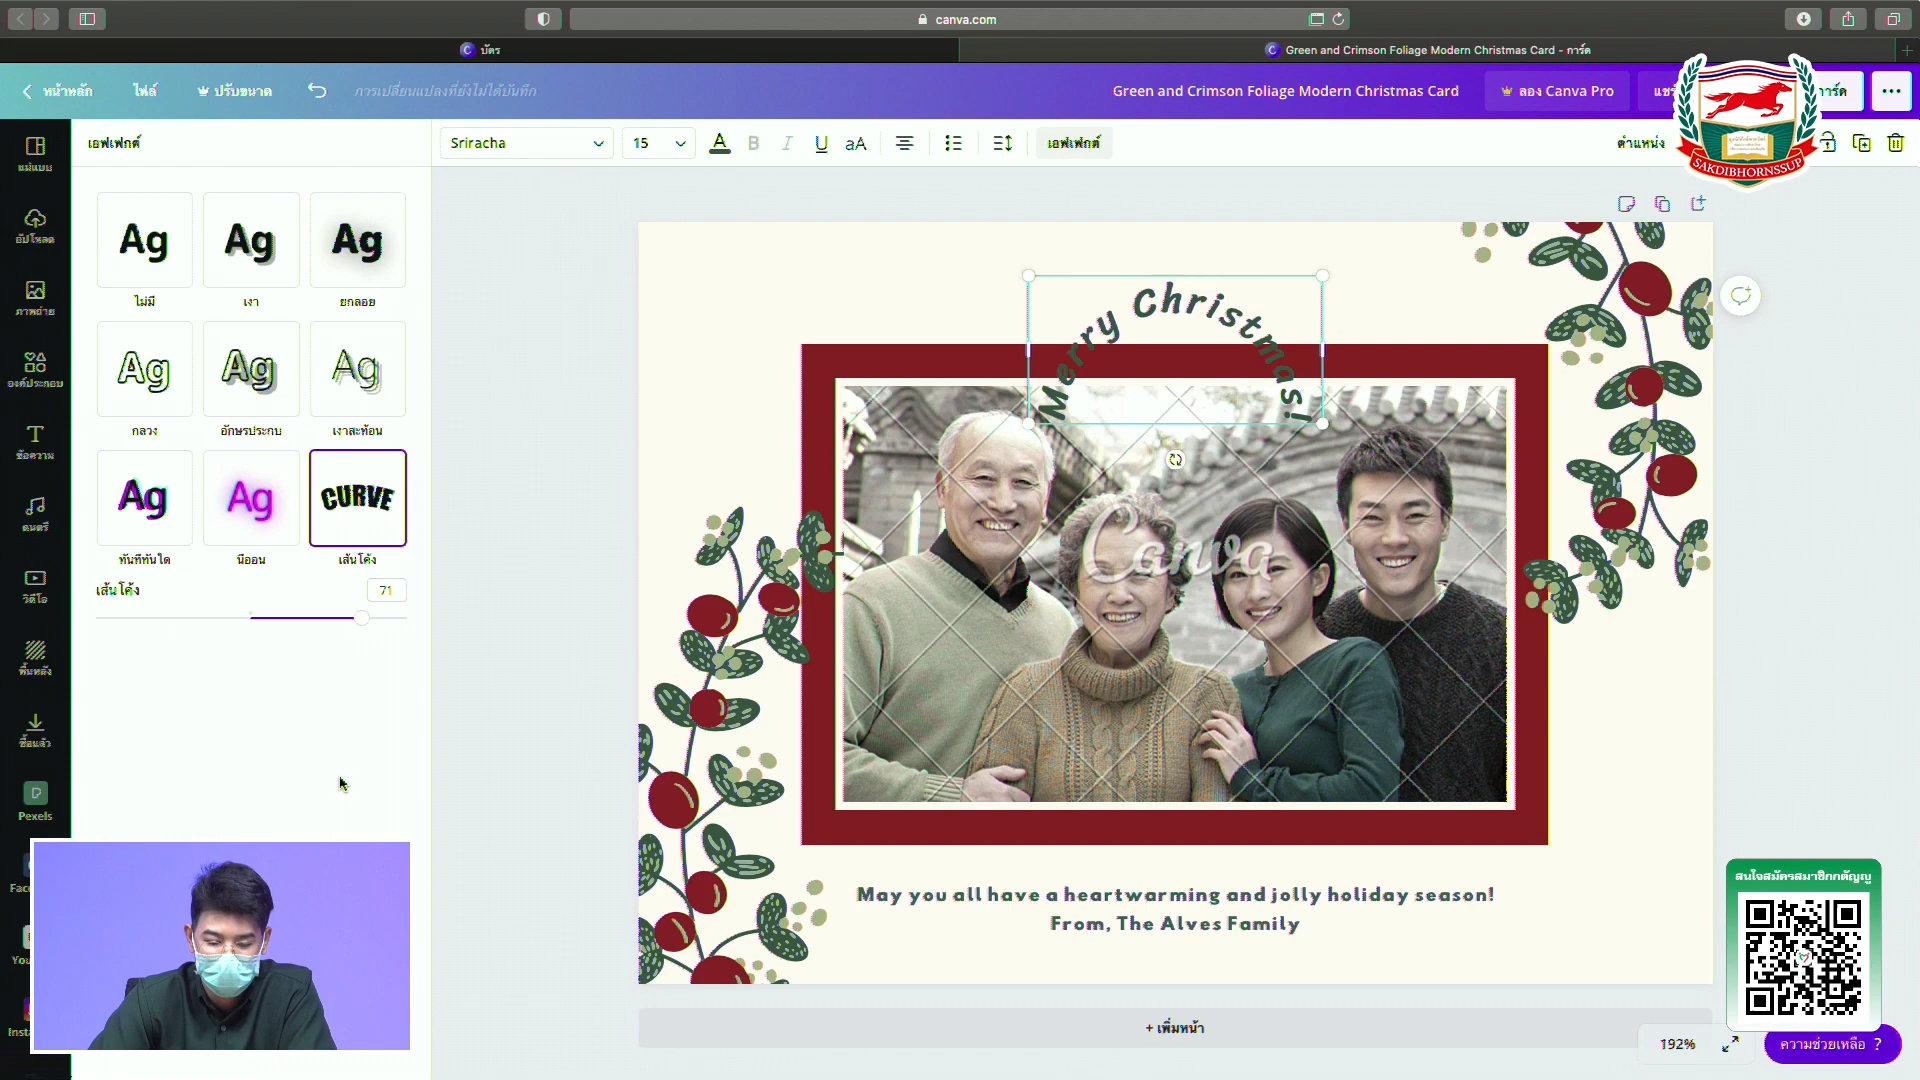 canva.com
บัตร
Green and Crimson Foliage Modern Christmas Card - การ์ด
หน้าหลัก
ไฟล์
ปรับขนาด
การเปลี่ยนแปลงที่ยังไม่ได้บันทึก
Green and Crimson Foliage Modern Christmas Card
ลอง Canva Pro
แชร์
การ์ด
เอฟเฟกต์
Sriracha
15
A
B
I
U
aA
เอฟเฟกต์
ตำแหน่ง
SAKDIBHORNSSUP
แม่แบบ
อัปโหลด
ภาพถ่าย
องค์ประกอบ
ข้อความ
ดนตรี
วิดีโอ
พื้นหลัง
ซื้อแล้ว
Pexels
Ag
Ag
Ag
ไม่มี
เงา
ยกลอย
Ag
Ag
Ag
กลวง
อักษรประกบ
เงาสะท้อน
Ag
Ag
CURVE
ทันทีทันใด
นีออน
เส้นโค้ง
เส้นโค้ง
71
Merry Christmas!
Canva
May you all have a heartwarming and jolly holiday season!
From, The Alves Family
+ เพิ่มหน้า
สนใจสมัครสมาชิกกตัญญู
192%
ความช่วยเหลือ ?